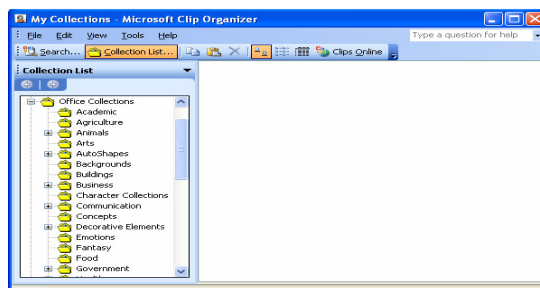 My Collections - Microsoft Clip Organizer
File Edit View Tools Help Type a question for help
Search... Collection List... Clips Online
Collection List
Office Collections
Academic
Agriculture
Animals
Arts
AutoShapes
Backgrounds
Buildings
Business
Character Collections
Communication
Concepts
Decorative Elements
Emotions
Fantasy
Food
Government